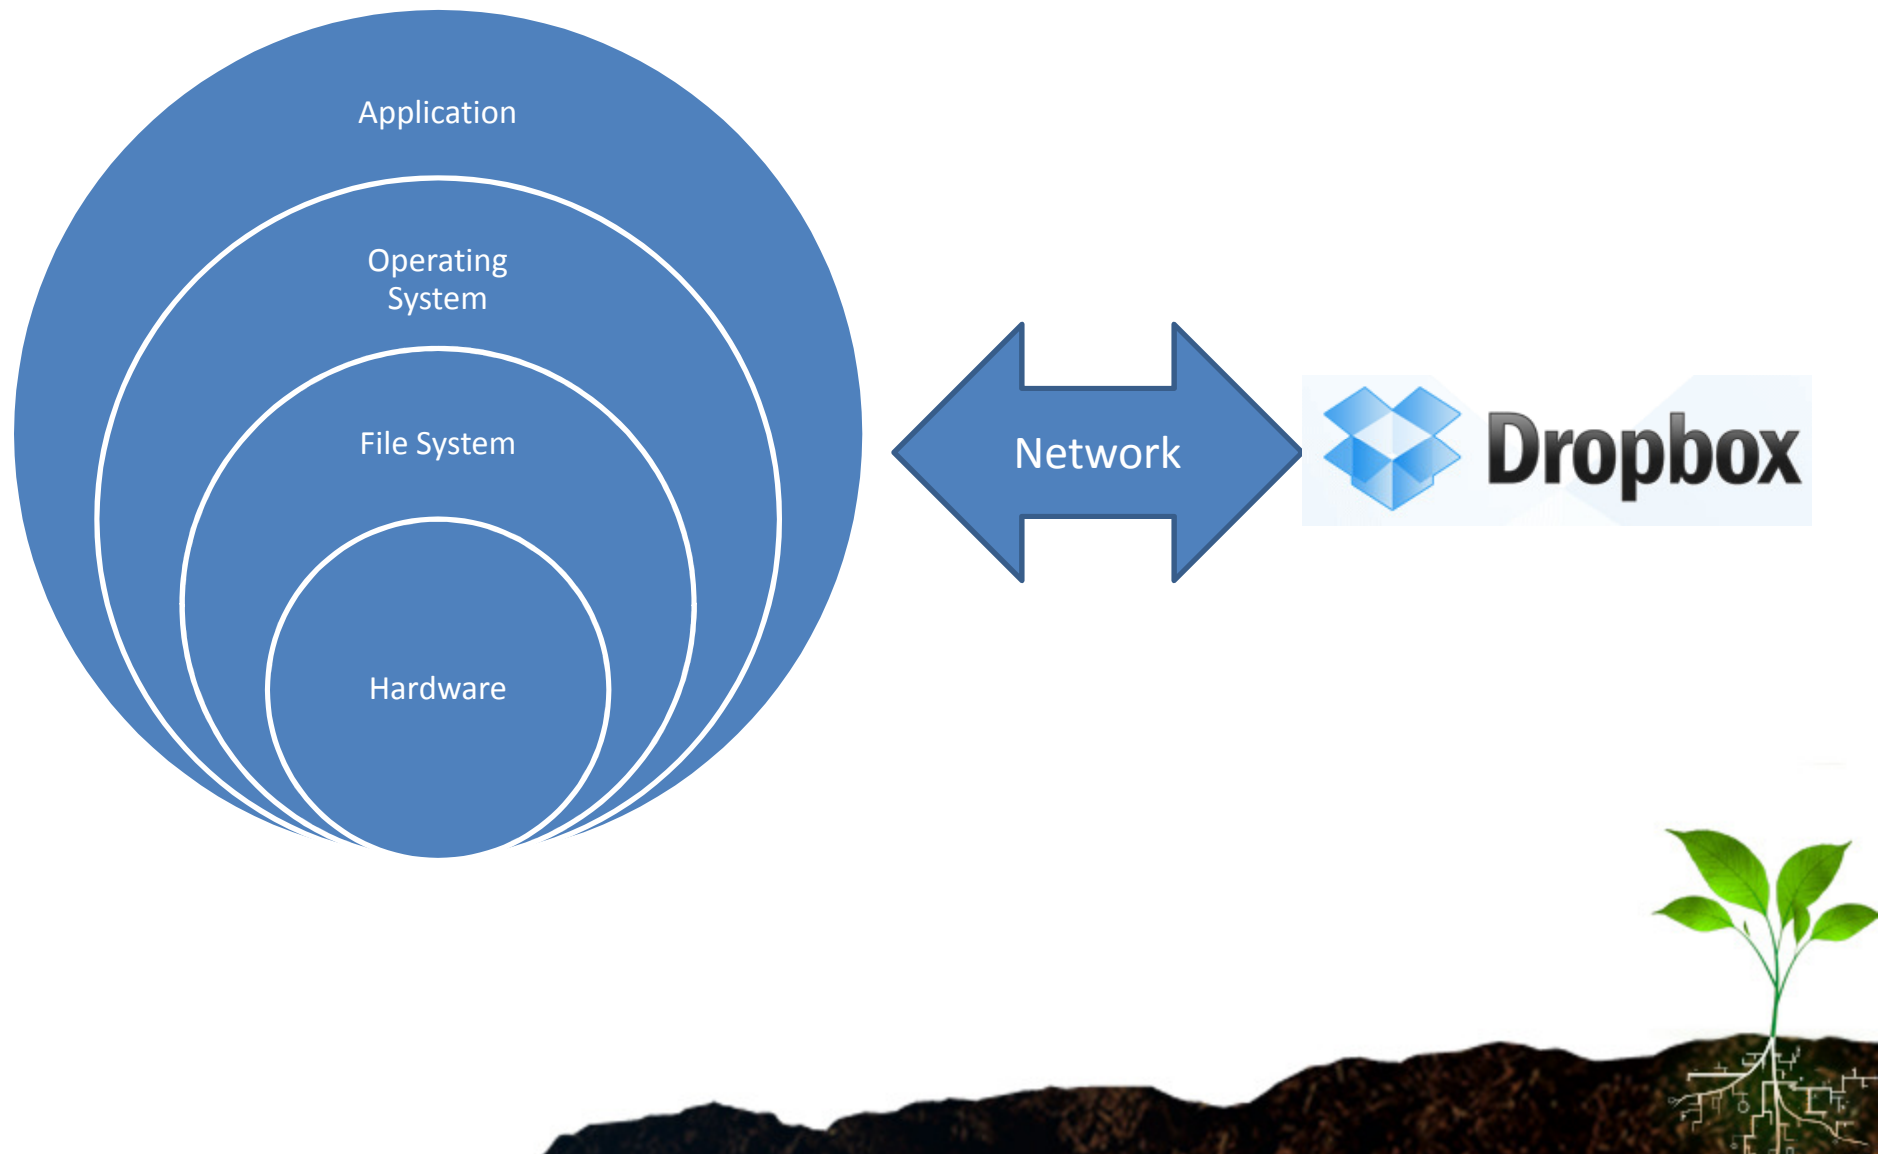 Application
Operating
System
File System
Hardware
Network
Dropbox